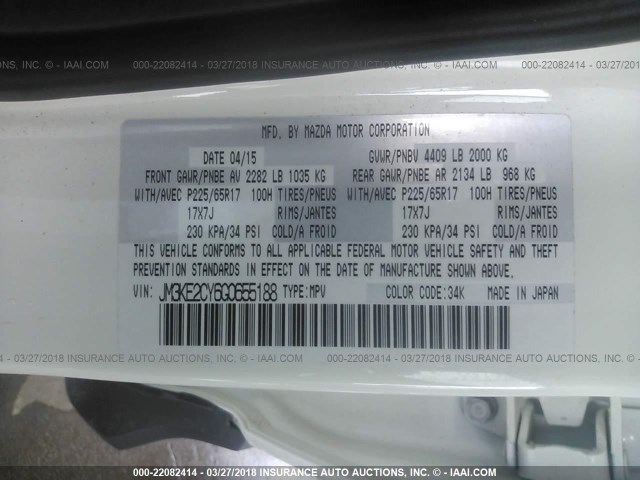 INC. - IAAI.COM 000-22082414 - 03/27/2018 INSURANCE AUTO AUCTIONS, INC. - IAAI.COM 000-22082414 - 03/27/2018
MFD. BY MAZDA MOTOR CORPORATION
DATE 04/15 GVWR/PNBV 4409 LB 2000 KG
FRONT GAWR/PNBE AV 2282 LB 1035 KG REAR GAWR/PNBE AR 2134 LB 968 KG
WITH/AVEC P225/65R17 100H TIRES/PNEUS WITH/AVEC P225/65R17 100H TIRES/PNEUS
17X7J RIMS/JANTES 17X7J RIMS/JANTES
230 KPA/34 PSI COLD/A FROID 230 KPA/34 PSI COLD/A FROID
THIS VEHICLE CONFORMS TO ALL APPLICABLE FEDERAL MOTOR VEHICLE SAFETY AND THEFT
PREVENTION STANDARDS IN EFFECT ON THE DATE OF MANUFACTURE SHOWN ABOVE.
VIN: JM3KE2CY6G0655188 TYPE:MPV COLOR CODE:34K MADE IN JAPAN
INC. - IAAI.COM 000-22082414 - 03/27/2018 INSURANCE AUTO AUCTIONS, INC. - IAAI.COM 000-22082414 - 03/27/2018
000-22082414 - 03/27/2018 INSURANCE AUTO AUCTIONS, INC. - IAAI.COM